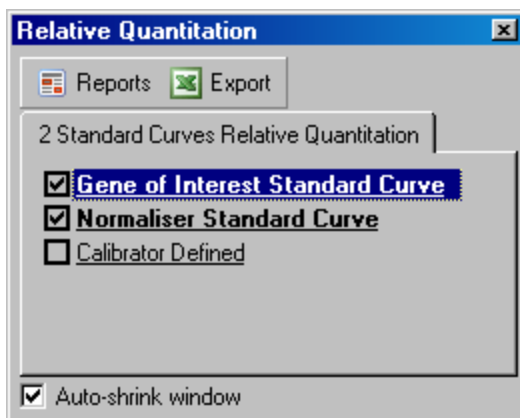 Relative Quantitation
Reports Export
2 Standard Curves Relative Quantitation
Gene of Interest Standard Curve
Normaliser Standard Curve
Calibrator Defined
Auto-shrink window